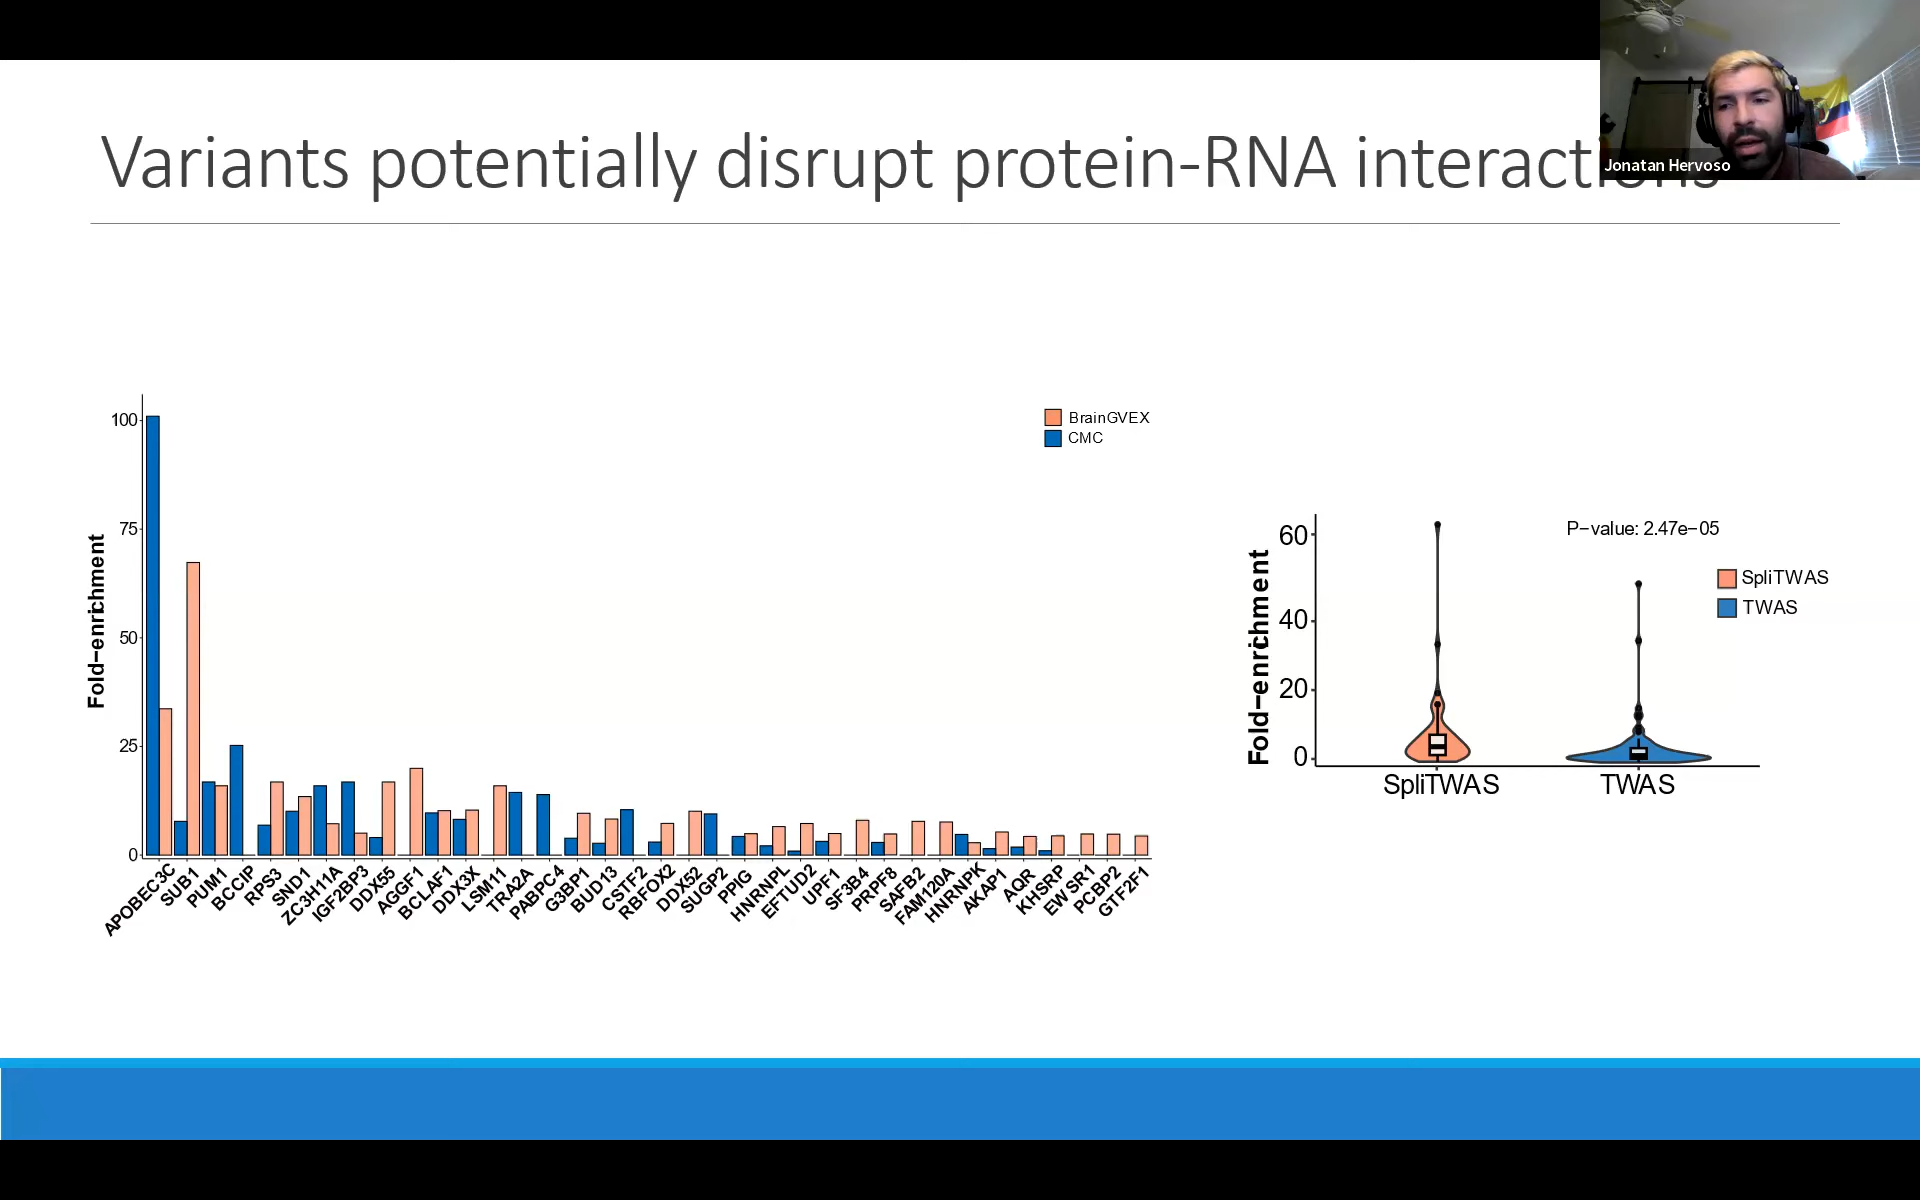 Variants potentially disrupt protein-RNA interactions
Jonatan Hervoso
Fold−enrichment
100
75
50
25
0
BrainGVEX
CMC
APOBEC3C
SUB1
PUM1
BCCIP
RPS3
SND1
ZC3H11A
IGF2BP3
DDX55
AGGF1
BCLAF1
DDX3X
LSM11
TRA2A
PABPC4
G3BP1
BUD13
CSTF2
RBFOX2
DDX52
SUGP2
PPIG
HNRNPL
EFTUD2
UPF1
SF3B4
PRPF8
SAFB2
FAM120A
HNRNPK
AKAP1
AQR
KHSRP
EWSR1
PCBP2
GTF2F1
Fold−enrichment
60
40
20
0
P−value: 2.47e−05
SpliTWAS
TWAS
SpliTWAS
TWAS